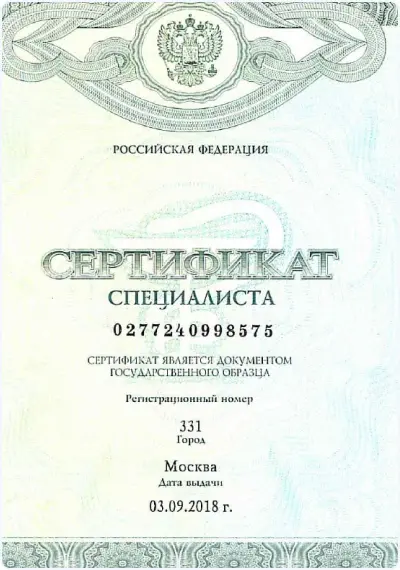 РОССИЙСКАЯ ФЕДЕРАЦИЯ
СЕРТИФИКАТ
СПЕЦИАЛИСТА
0277240998575
СЕРТИФИКАТ ЯВЛЯЕТСЯ ДОКУМЕНТОМ
ГОСУДАРСТВЕННОГО ОБРАЗЦА
Регистрационный номер
331
Город
Москва
Дата выдачи
03.09.2018 г.